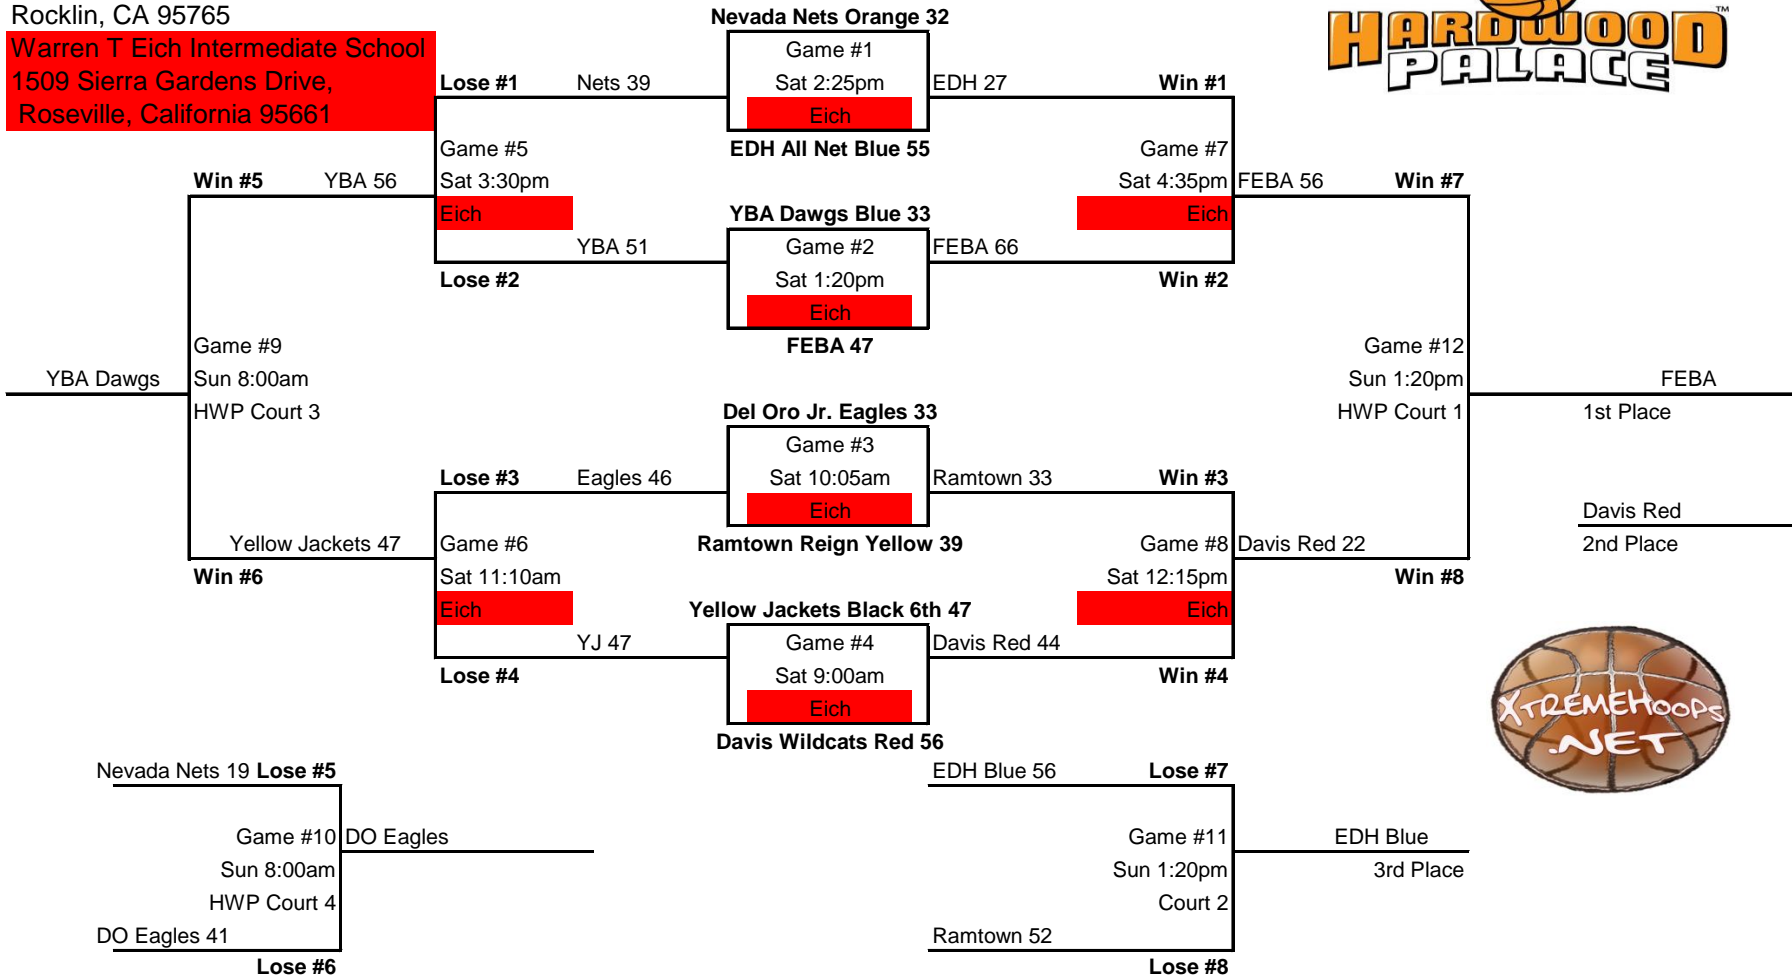 Rocklin, CA 95765
Warren T Eich Intermediate School
1509 Sierra Gardens Drive,
Roseville, California 95661
HARDWOOD
PALACE
™
Nevada Nets Orange 32
Game #1
Sat 2:25pm
Eich
EDH All Net Blue 55
Lose #1
Nets 39
EDH 27
Win #1
Game #5
Sat 3:30pm
Eich
Game #7
Sat 4:35pm
Eich
Win #5
YBA 56
FEBA 56
Win #7
YBA Dawgs Blue 33
Game #2
Sat 1:20pm
Eich
FEBA 47
YBA 51
FEBA 66
Lose #2
Win #2
Game #9
Sun 8:00am
HWP Court 3
YBA Dawgs
Game #12
Sun 1:20pm
HWP Court 1
FEBA
1st Place
Del Oro Jr. Eagles 33
Game #3
Sat 10:05am
Eich
Ramtown Reign Yellow 39
Lose #3
Eagles 46
Ramtown 33
Win #3
Davis Red
2nd Place
Yellow Jackets 47
Win #6
Game #6
Sat 11:10am
Eich
Game #8
Sat 12:15pm
Eich
Davis Red 22
Win #8
Yellow Jackets Black 6th 47
Game #4
Sat 9:00am
Eich
Davis Wildcats Red 56
YJ 47
Davis Red 44
Lose #4
Win #4
XTREMEHOOPS
.NET
Nevada Nets 19 Lose #5
Game #10
Sun 8:00am
HWP Court 4
DO Eagles
DO Eagles 41
Lose #6
EDH Blue 56
Lose #7
Game #11
Sun 1:20pm
Court 2
EDH Blue
3rd Place
Ramtown 52
Lose #8